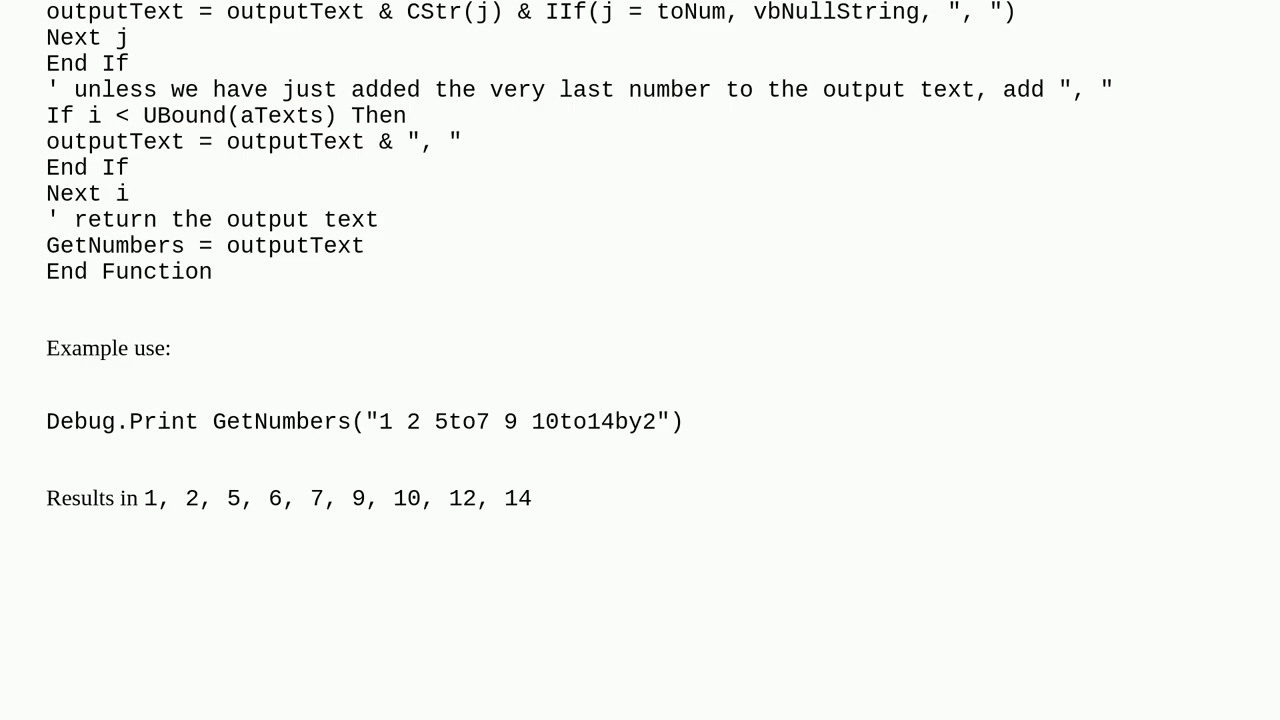 outputText = outputText & CStr(j) & IIf(j = toNum, vbNullString, ", ")
Next j
End If
' unless we have just added the very last number to the output text, add ", "
If i < UBound(aTexts) Then
outputText = outputText & ", "
End If
Next i
' return the output text
GetNumbers = outputText
End Function
Example use:
Debug.Print GetNumbers("1 2 5to7 9 10to14by2")
Results in 1, 2, 5, 6, 7, 9, 10, 12, 14